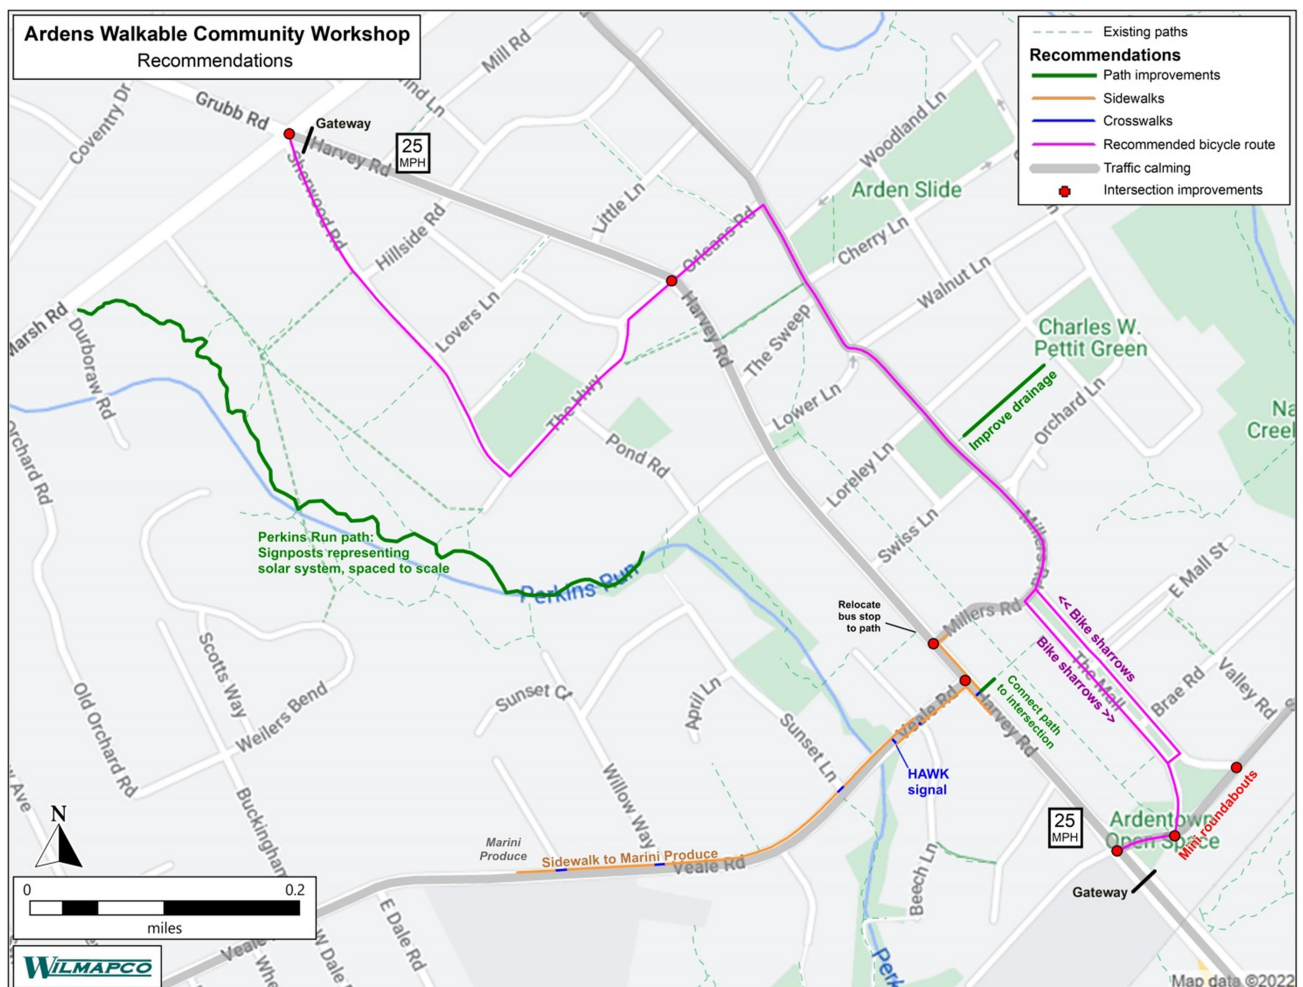 Ardens Walkable Community Workshop
Recommendations
Existing paths
Recommendations
Path improvements
Sidewalks
Crosswalks
Recommended bicycle route
Traffic calming
Intersection improvements
Mill Rd
Coventry Dr
Grubb Rd
Gateway
Harvey Rd
25
MPH
Woodland Ln
Arden Slide
Sherwood Rd
Hillside Rd
Little Ln
Orleans Rd
Cherry Ln
Walnut Ln
Marsh Rd
Durboraw Rd
Lovers Ln
Harvey Rd
The Sweep
Charles W.
Pettit Green
Improve drainage
The Hwy
Lower Ln
Orchard Ln
Pond Rd
Loreley Ln
Swiss Ln
Perkins Run path:
Signposts representing
solar system, spaced to scale
Perkins Run
Relocate
bus stop
to path
Millers Rd
E Mall St
<< Bike sharrows
Bike sharrows >>
The Mall
Brae Rd
Valley Rd
Connect path
to intersection
Veale Rd
Harvey Rd
Scotts Way
Weilers Bend
Old Orchard Rd
Sunset Ct
April Ln
Sunset Ln
Willow Way
Buckingham
HAWK
signal
Mini roundabouts
25
MPH
Ardentown
Open Space
Marini
Produce
Sidewalk to Marini Produce
Veale Rd
Beech Ln
Gateway
N
0 0.2
miles
E Dale Rd
W Dale
WILMAPCO
Map data ©2022